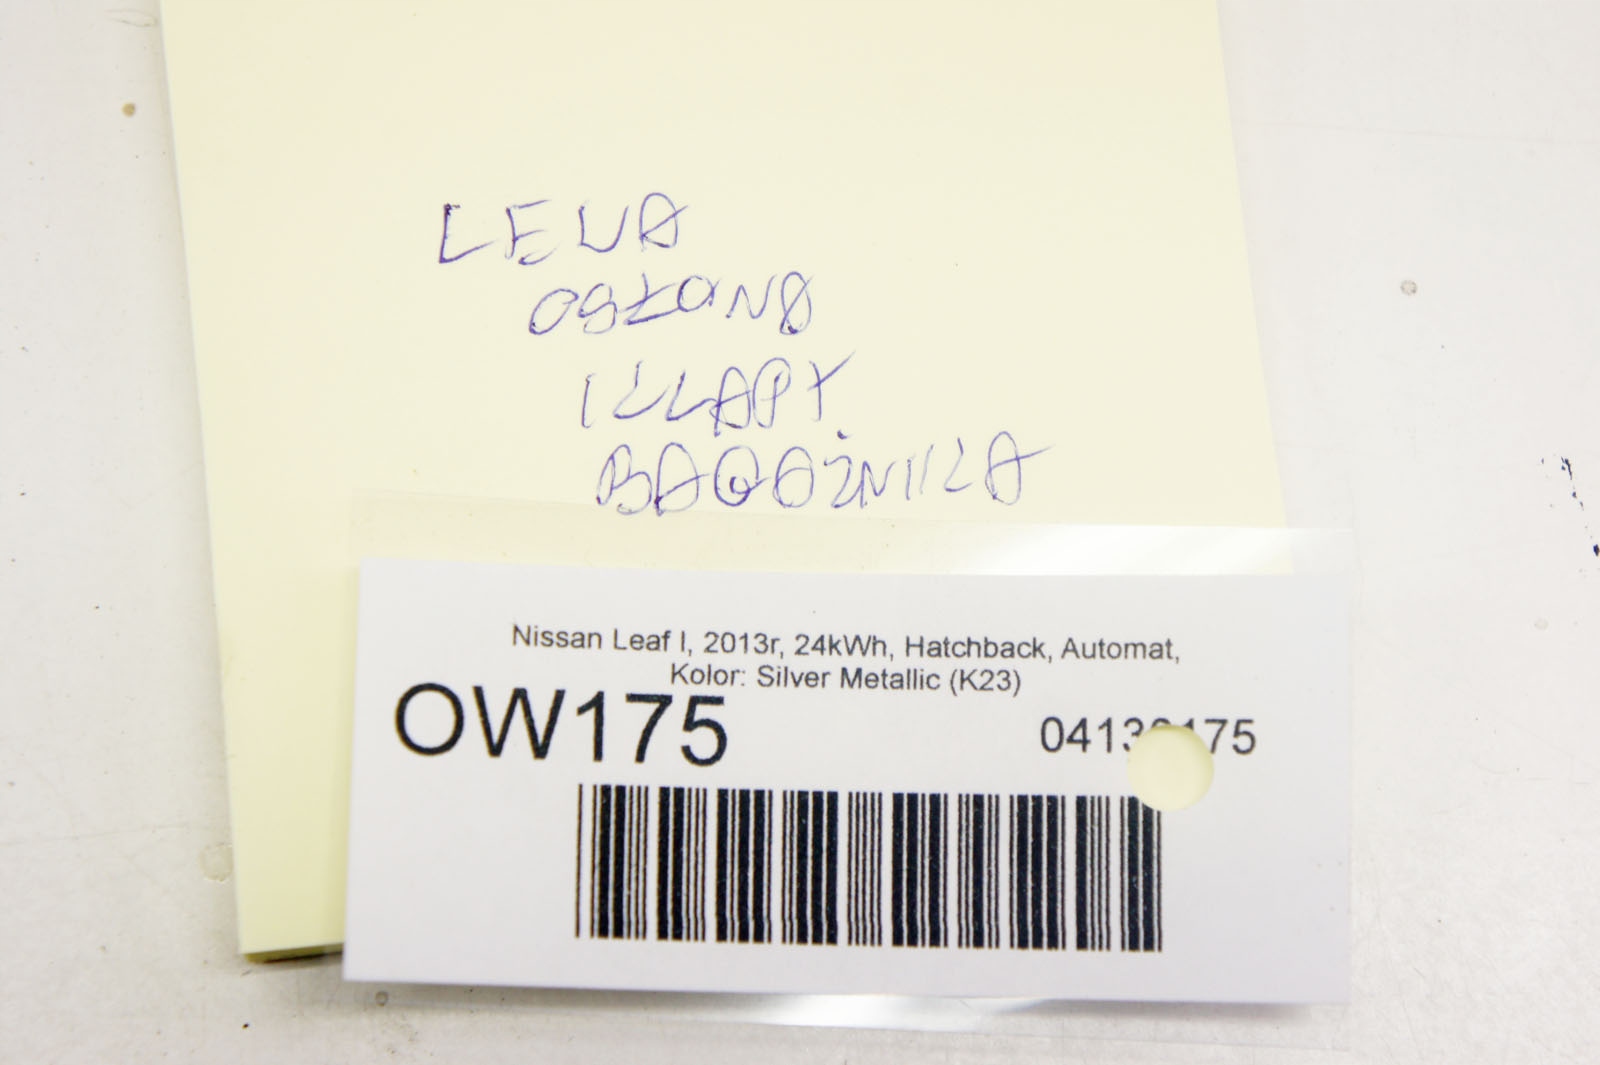 LEWA
OSŁONA
KLAPY
BAGAŻNIKA
Nissan Leaf I, 2013r, 24kWh, Hatchback, Automat,
Kolor: Silver Metallic (K23)
OW175